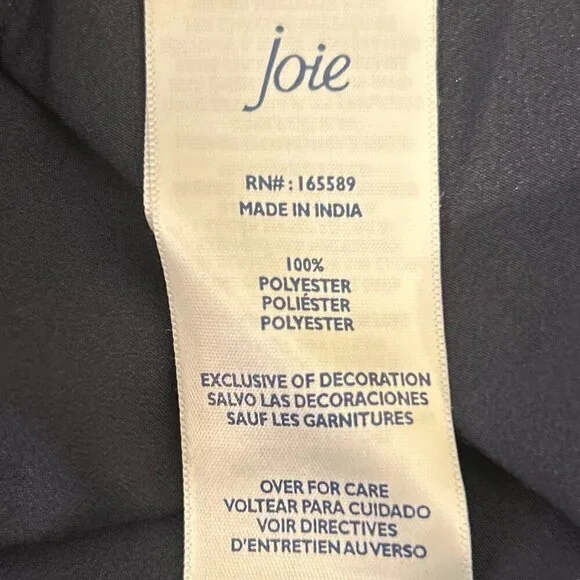 joie
RN#: 165589
MADE IN INDIA
100%
POLYESTER
POLIÉSTER
POLYESTER
EXCLUSIVE OF DECORATION
SALVO LAS DECORACIONES
SAUF LES GARNITURES
OVER FOR CARE
VOLTEAR PARA CUIDADO
VOIR DIRECTIVES
D'ENTRETIEN AU VERSO